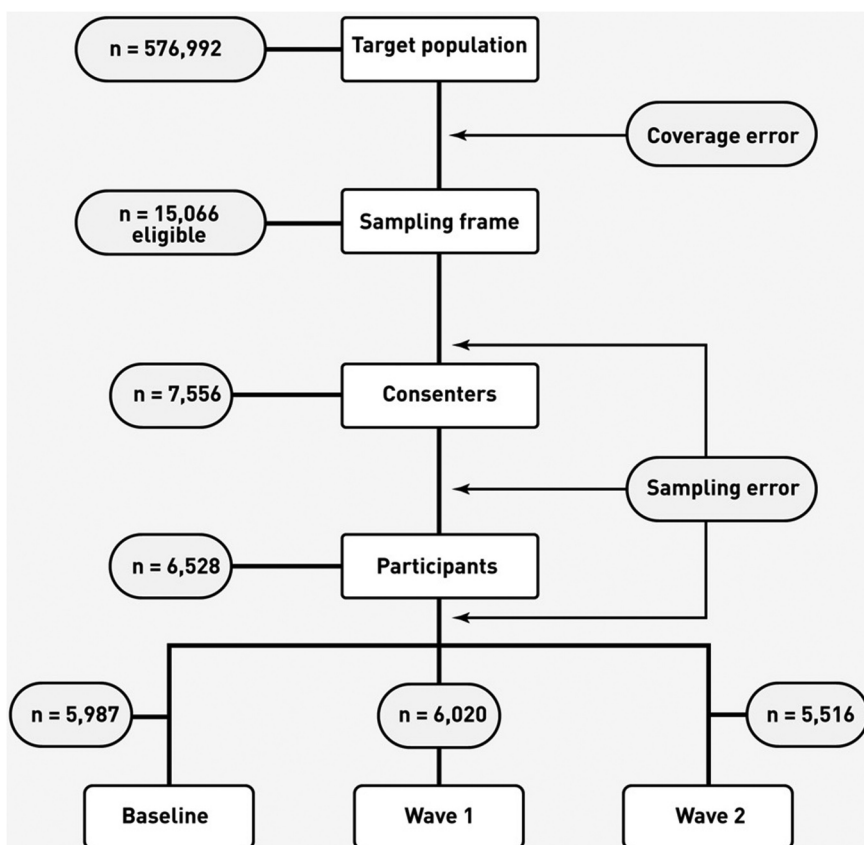 n = 576,992
Target population
Coverage error
n = 15,066
eligible
Sampling frame
n = 7,556
Consenters
Sampling error
n = 6,528
Participants
n = 5,987
n = 6,020
n = 5,516
Baseline
Wave 1
Wave 2